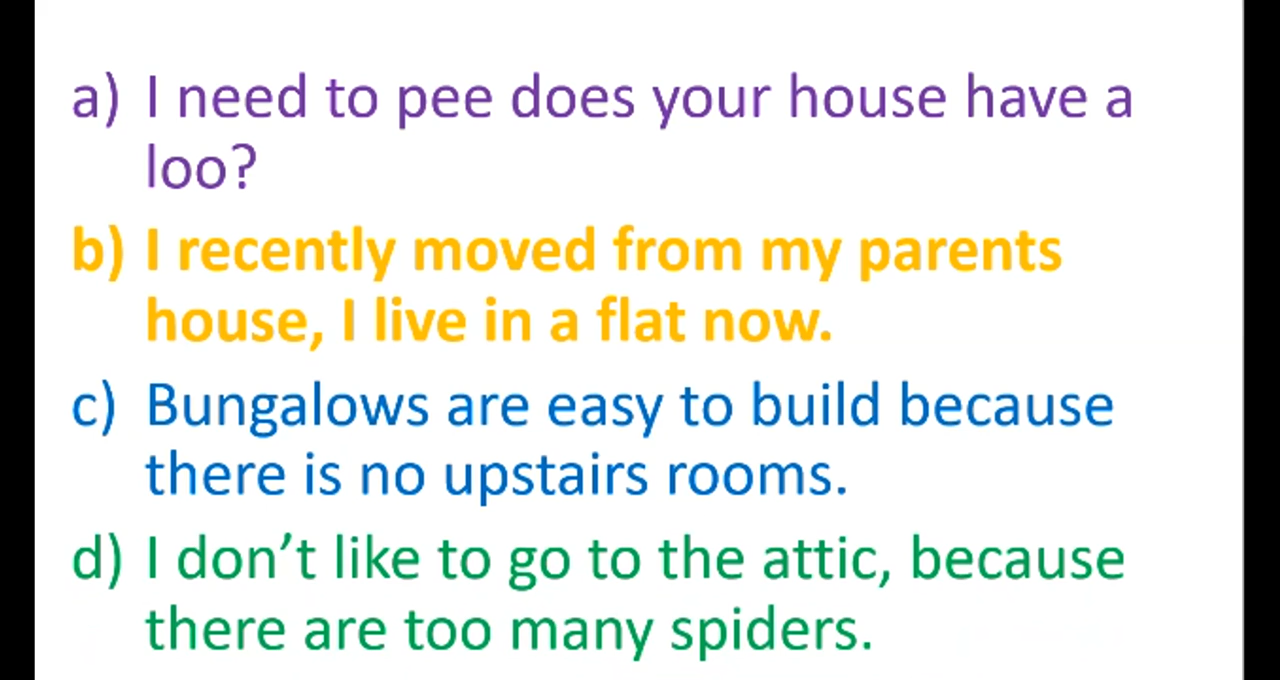 a) I need to pee does your house have a
loo?
b) I recently moved from my parents
house, I live in a flat now.
c) Bungalows are easy to build because
there is no upstairs rooms.
d) I don’t like to go to the attic, because
there are too many spiders.